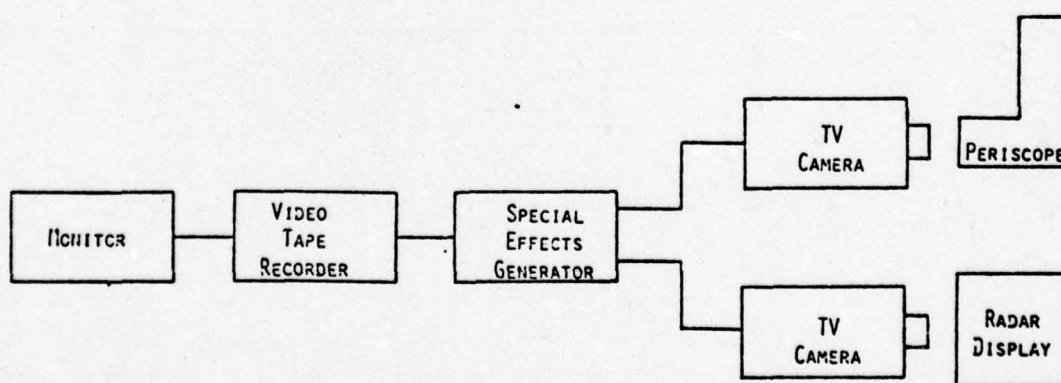 MONITOR
VIDEO
TAPE
RECORDER
SPECIAL
EFFECTS
GENERATOR
TV
CAMERA
PERISCOPE
TV
CAMERA
RADAR
DISPLAY